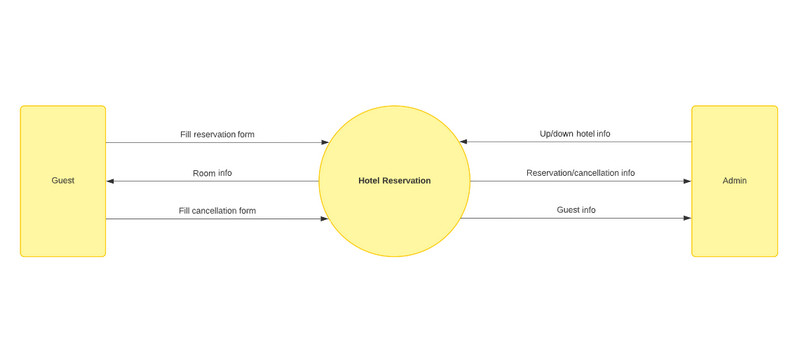 Fill reservation form
Up/down hotel info
Guest
Room info
Hotel Reservation
Reservation/cancellation info
Admin
Fill cancellation form
Guest info